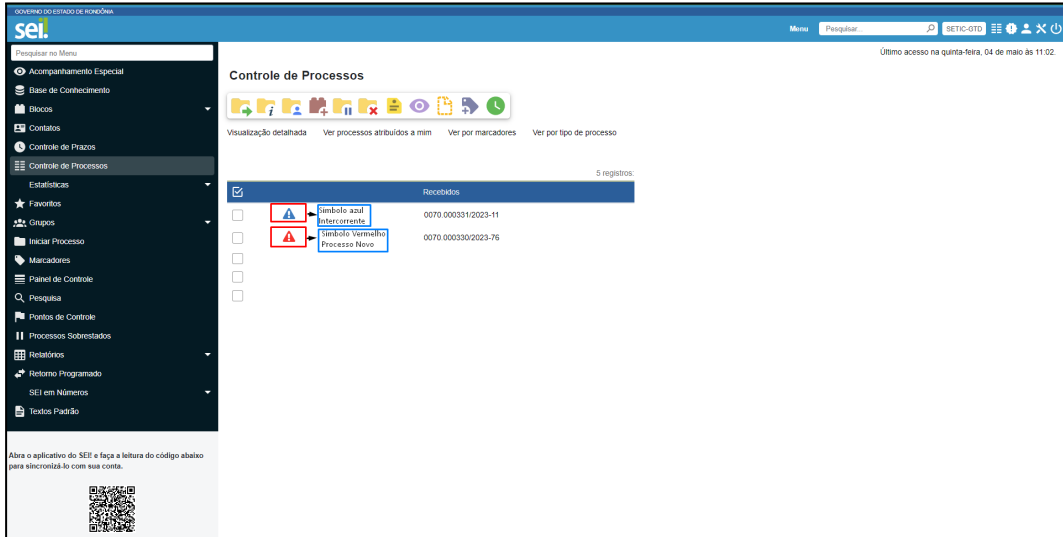 GOVERNO DO ESTADO DE RONDÔNIA
sei!
Menu
Pesquisar...
SETIC-GTD
Pesquisar no Menu
Acompanhamento Especial
Base de Conhecimento
Blocos
Contatos
Controle de Prazos
Controle de Processos
Estatísticas
Favoritos
Grupos
Iniciar Processo
Marcadores
Painel de Controle
Pesquisa
Pontos de Controle
Processos Sobrestados
Relatórios
Retorno Programado
SEI em Números
Textos Padrão
Abra o aplicativo do SEI! e faça a leitura do código abaixo
para sincronizá-lo com sua conta.
Último acesso na quinta-feira, 04 de maio às 11:02.
Controle de Processos
Visualização detalhada Ver processos atribuídos a mim Ver por marcadores Ver por tipo de processo
5 registros:
Recebidos
Simbolo azul
Intercorrente
0070.000331/2023-11
Simbolo Vermelho
Processo Novo
0070.000330/2023-76